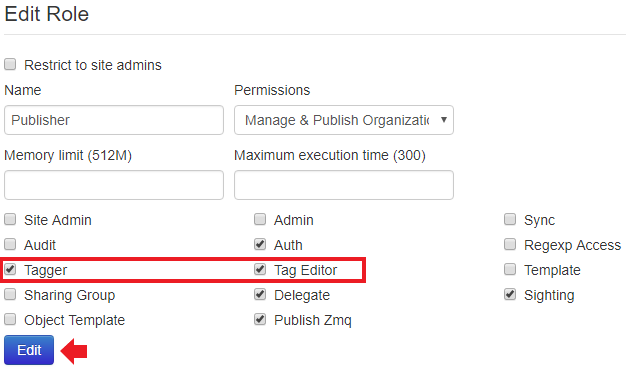 Edit Role
Restrict to site admins
Name Permissions
Publisher Manage & Publish Organizatio
Memory limit (512M) Maximum execution time (300)
Site Admin Admin Sync
Audit Auth Regexp Access
Tagger Tag Editor Template
Sharing Group Delegate Sighting
Object Template Publish Zmq
Edit